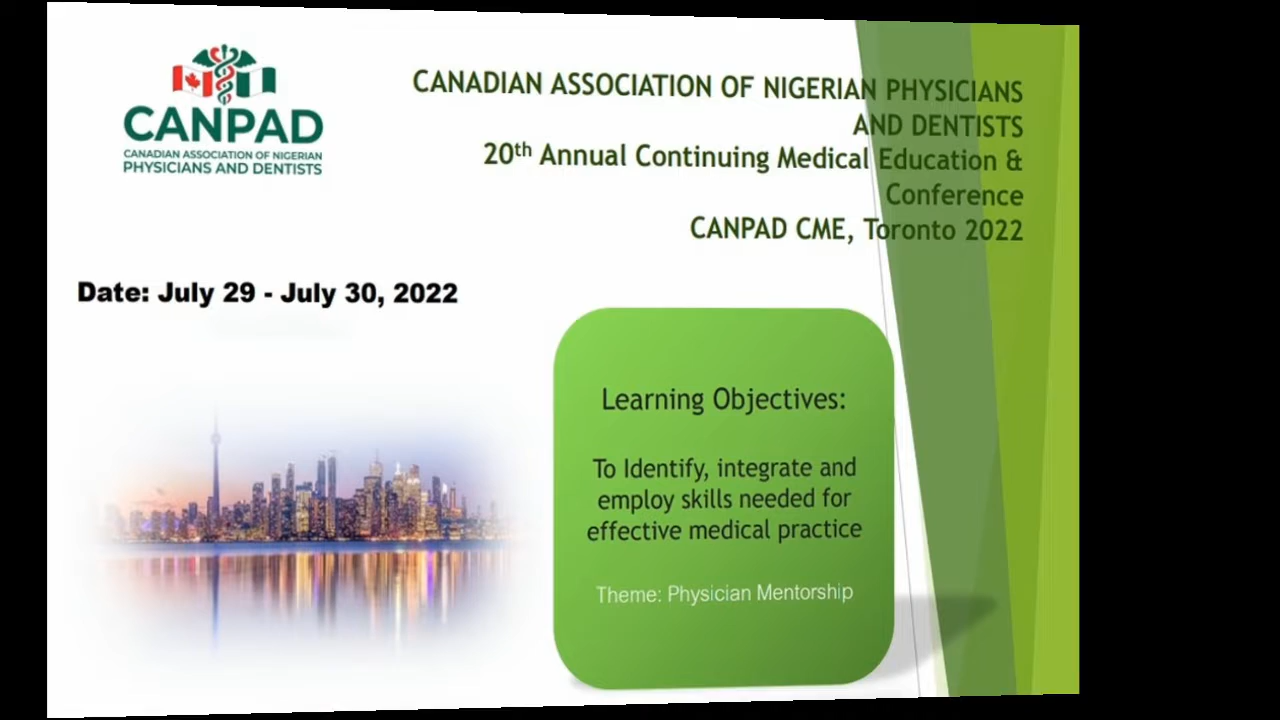 CANPAD
CANADIAN ASSOCIATION OF NIGERIAN
PHYSICIANS AND DENTISTS
CANADIAN ASSOCIATION OF NIGERIAN PHYSICIANS
AND DENTISTS
20th Annual Continuing Medical Education &
Conference
CANPAD CME, Toronto 2022
Date: July 29 - July 30, 2022
Learning Objectives:
To Identify, integrate and
employ skills needed for
effective medical practice
Theme: Physician Mentorship